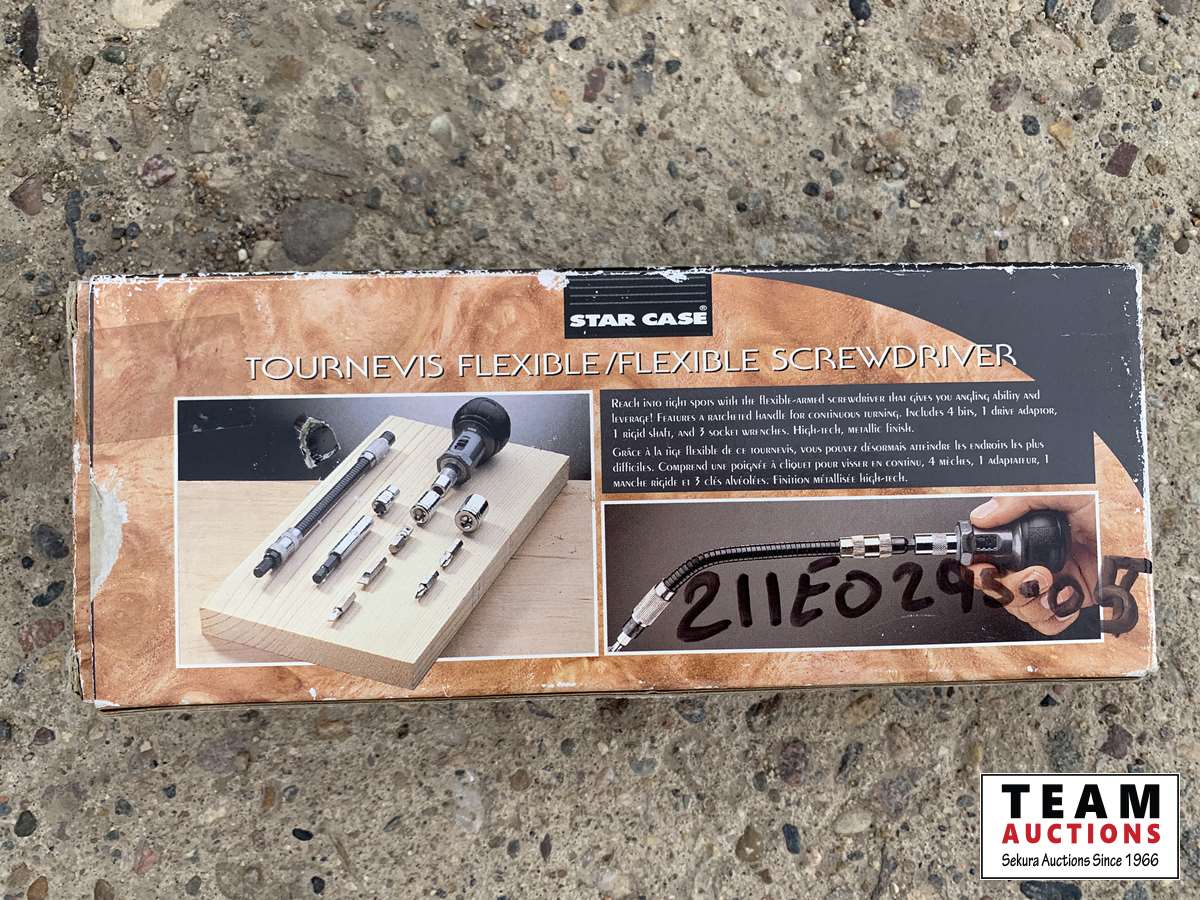 STAR CASE®
TOURNEVIS FLEXIBLE/FLEXIBLE SCREWDRIVER
Reach into tight spots with the flexible-armed screwdriver that gives you angling ability and
leverage! Features a ratcheted handle for continuous turning. Includes 4 bits, 1 drive adaptor,
1 rigid shaft, and 3 socket wrenches. High-tech, metallic finish.
Grâce à la tige flexible de ce tournevis, vous pouvez désormais atteindre les endroits les plus
difficiles. Comprend une poignée à cliquet pour visser en continu, 4 mèches, 1 adaptateur, 1
manche rigide et 3 clés alvéolées. Finition métallisée high-tech.
211E0295-05
TEAM
AUCTIONS
Sekura Auctions Since 1966